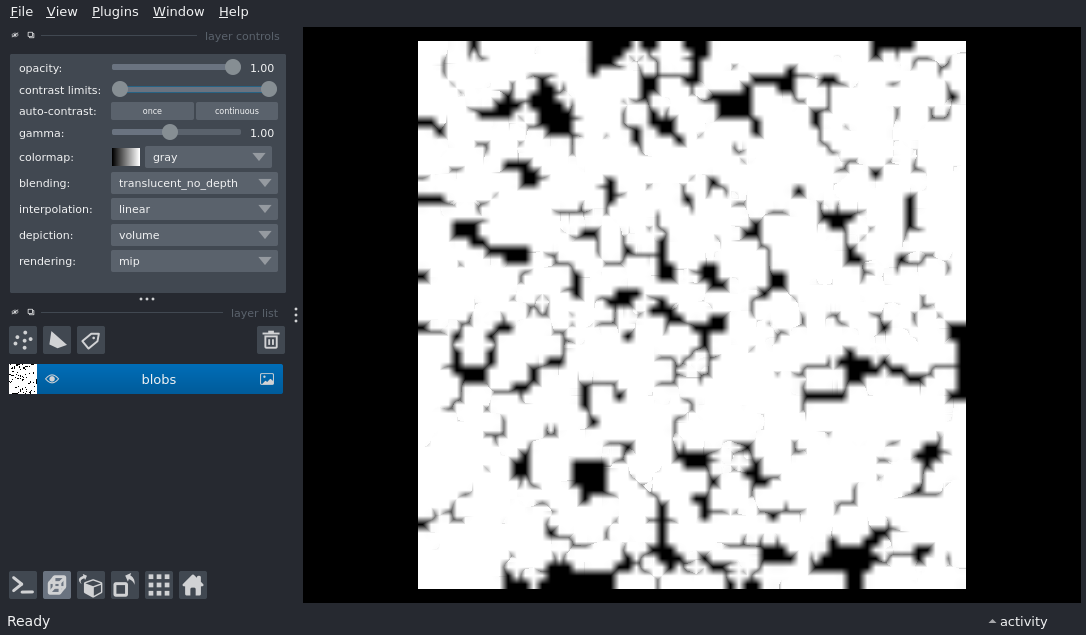 File View Plugins Window Help
layer controls
opacity: 1.00
contrast limits:
auto-contrast: once continuous
gamma: 1.00
colormap: gray
blending: translucent_no_depth
interpolation: linear
depiction: volume
rendering: mip
layer list
blobs
Ready
activity